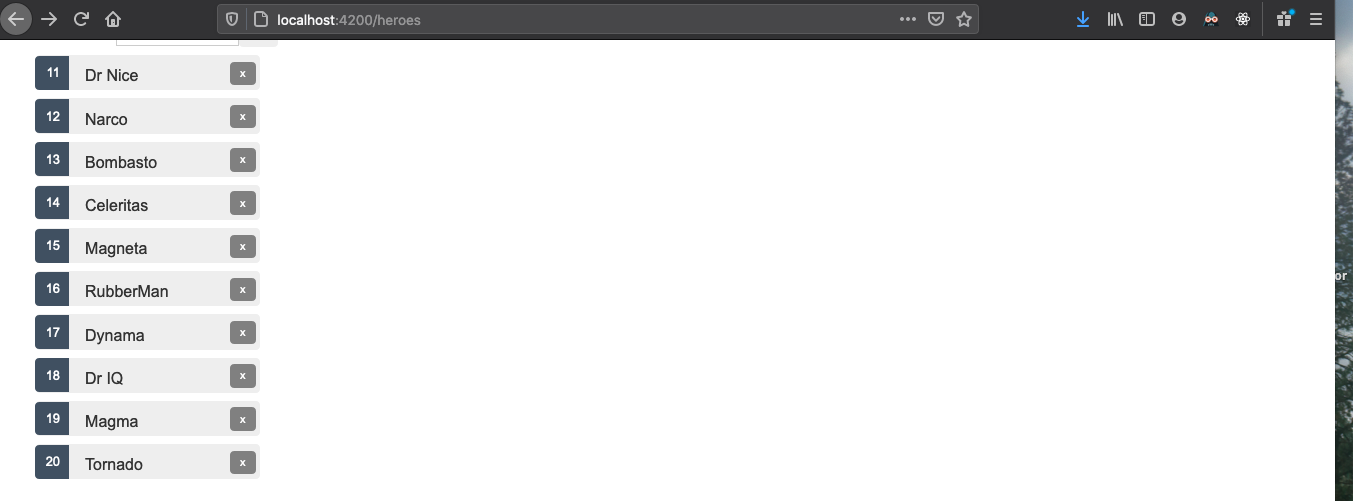 localhost:4200/heroes
11 Dr Nice x
12 Narco x
13 Bombasto x
14 Celeritas x
15 Magneta x
16 RubberMan x
or
17 Dynama x
18 Dr IQ x
19 Magma x
20 Tornado x